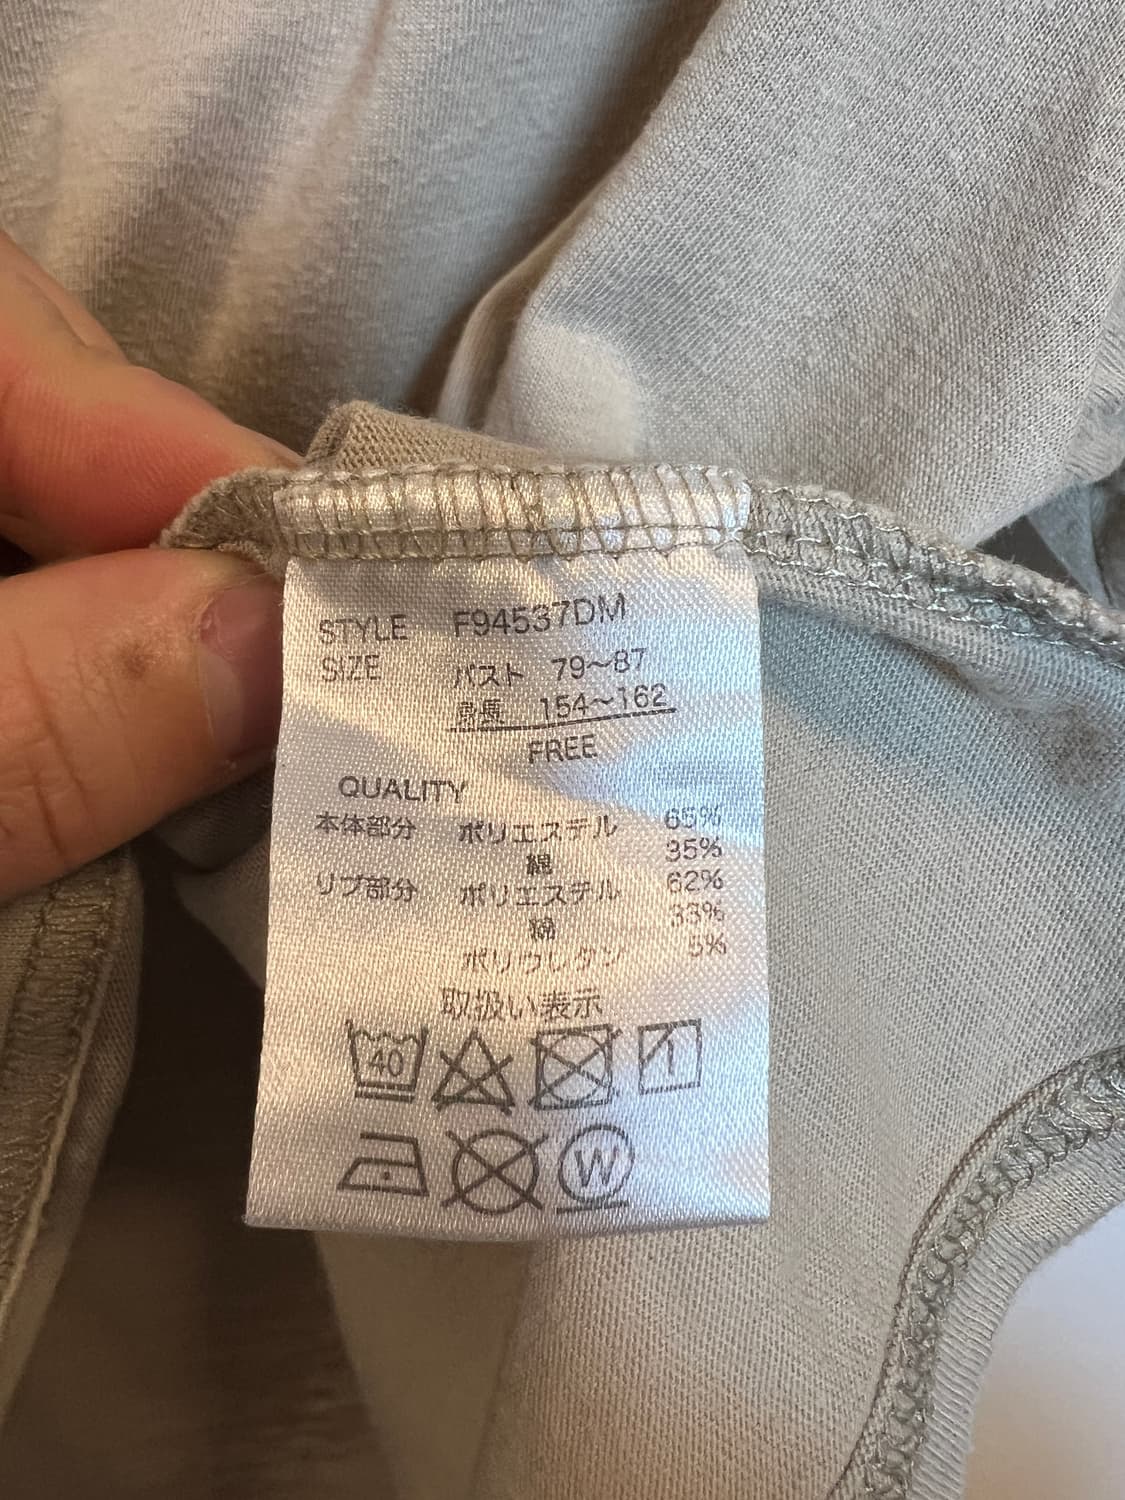 STYLE F94537DM
SIZE バスト 79～87
身長 154～162
FREE
QUALITY
本体部分 ポリエステル 65%
綿 35%
リブ部分 ポリエステル 62%
綿 33%
ポリウレタン 5%
取扱い表示
40
W